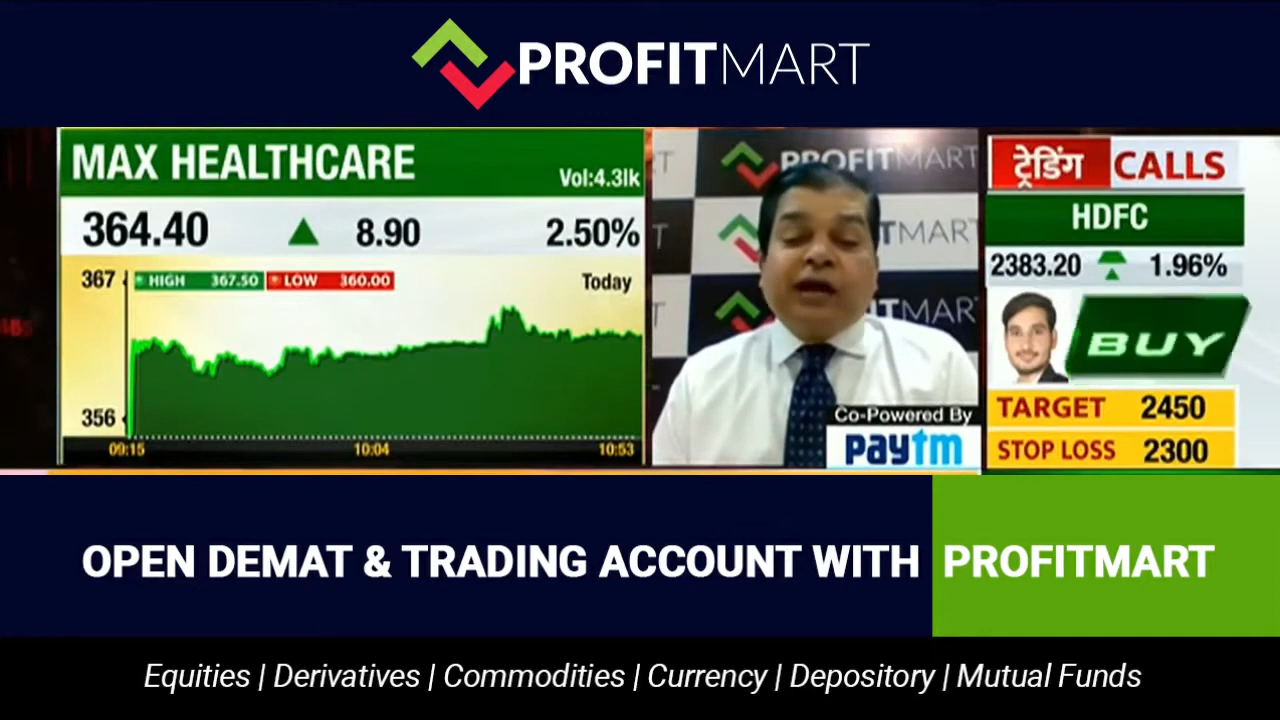 PROFITMART
MAX HEALTHCARE
Vol:4.3lk
364.40 ▲ 8.90 2.50%
367 HIGH 367.50 LOW 360.00 Today
356
09:15 10:04 10:53
PROFITMART
MART
PROFITMART
Co-Powered By
paytm
ट्रेडिंग CALLS
HDFC
2383.20 1.96%
BUY
TARGET 2450
STOP LOSS 2300
OPEN DEMAT & TRADING ACCOUNT WITH PROFITMART
Equities | Derivatives | Commodities | Currency | Depository | Mutual Funds